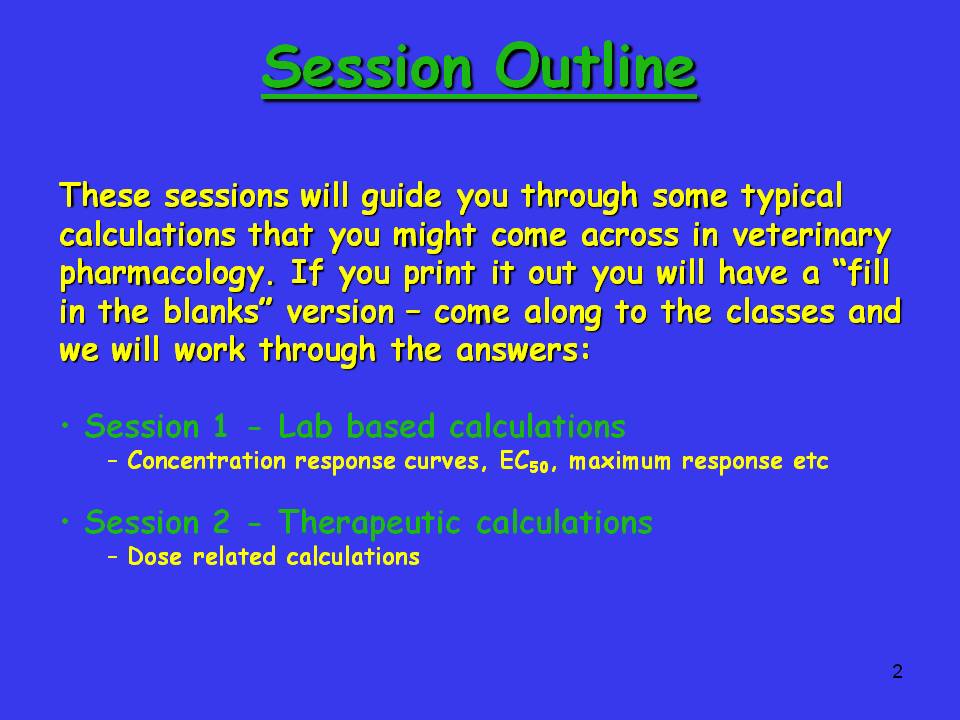 Session Outline
These sessions will guide you through some typical
calculations that you might come across in veterinary
pharmacology. If you print it out you will have a “fill
in the blanks” version – come along to the classes and
we will work through the answers:
• Session 1 - Lab based calculations
– Concentration response curves, EC₅₀, maximum response etc
• Session 2 - Therapeutic calculations
– Dose related calculations
2